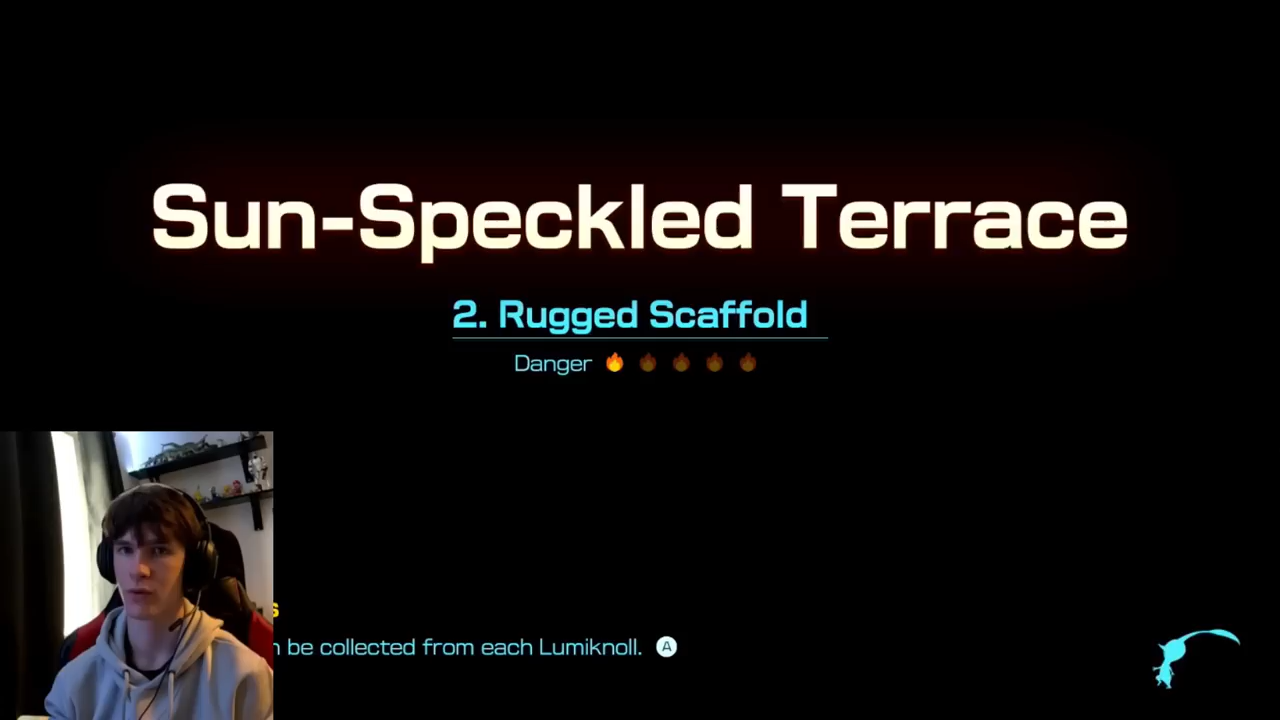 Sun-Speckled Terrace
2. Rugged Scaffold
Danger
be collected from each Lumiknoll. A